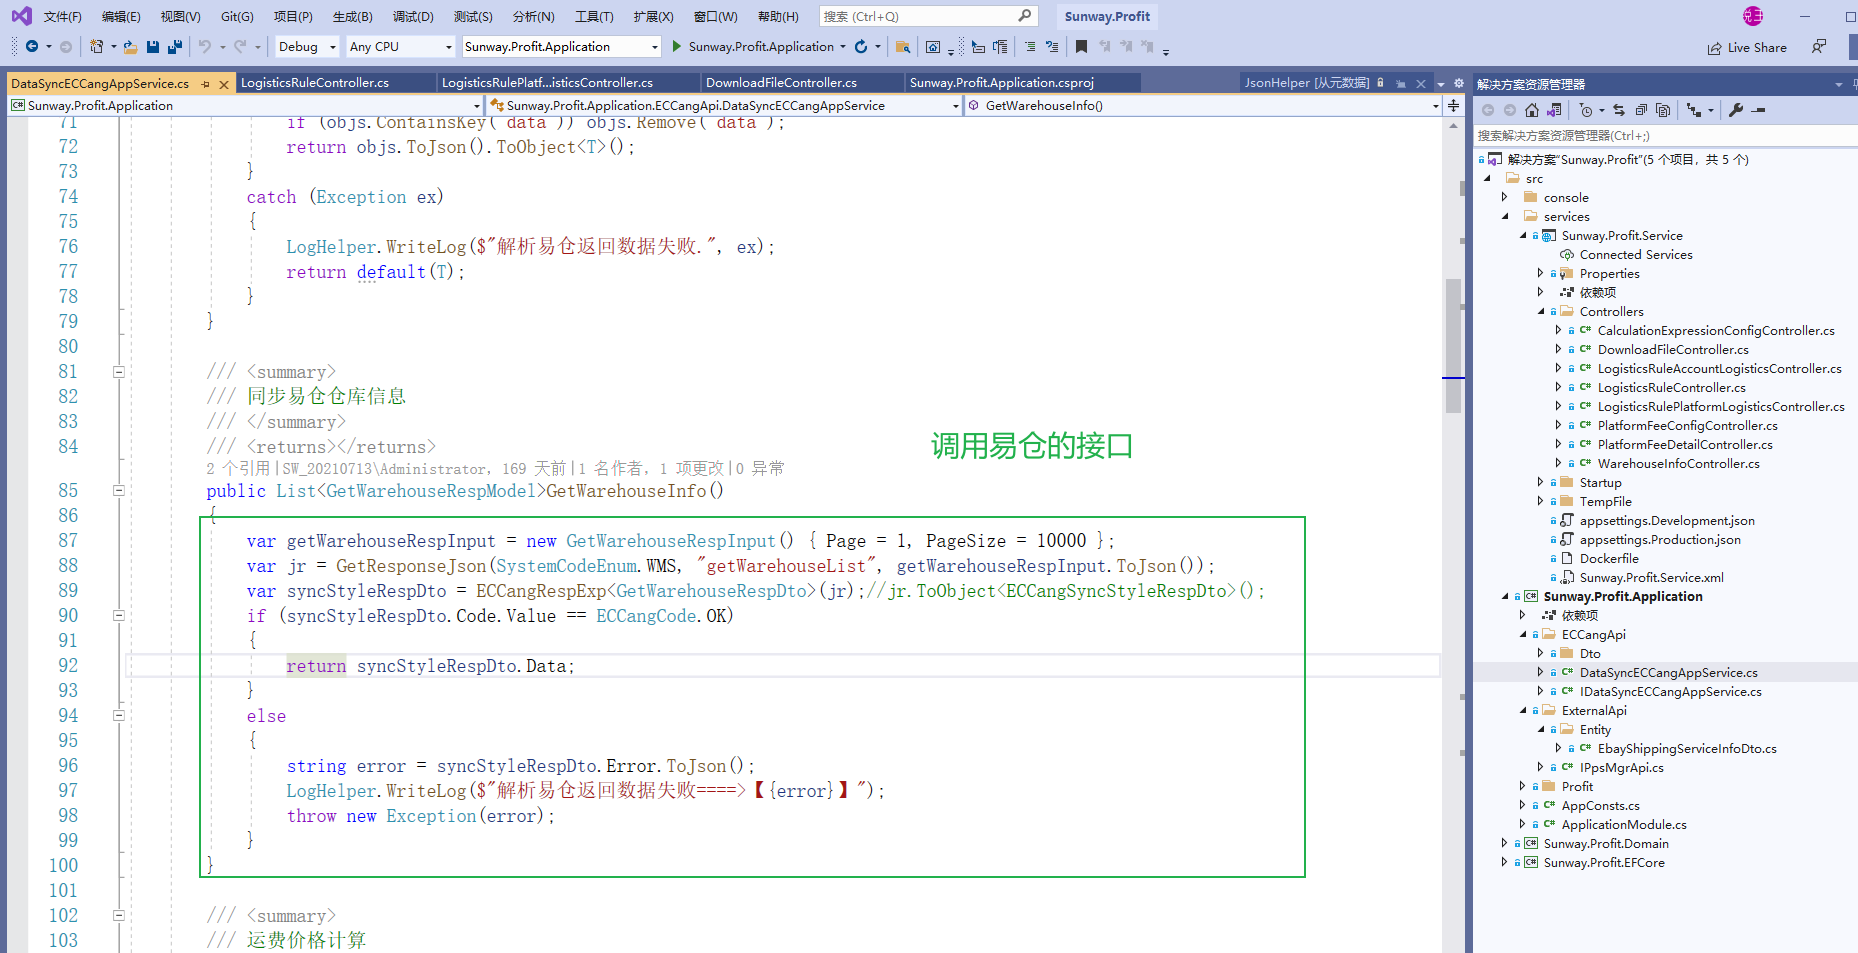 文件(F) 编辑(E) 视图(V) Git(G) 项目(P) 生成(B) 调试(D) 测试(S) 分析(N) 工具(T) 扩展(X) 窗口(W) 帮助(H) 搜索 (Ctrl+Q) Sunway.Profit
Debug Any CPU Sunway.Profit.Application Sunway.Profit.Application Live Share
DataSyncECCangAppService.cs LogisticsRuleController.cs LogisticsRulePlatf...isticsController.cs DownloadFileController.cs Sunway.Profit.Application.csproj JsonHelper [从元数据]
Sunway.Profit.Application Sunway.Profit.Application.ECCangApi.DataSyncECCangAppService GetWarehouseInfo()
71 if (objs.ContainsKey("data")) objs.Remove("data");
72 return objs.ToJson().ToObject<T>();
73 }
74 catch (Exception ex)
75 {
76 LogHelper.WriteLog($"解析易仓返回数据失败.", ex);
77 return default(T);
78 }
79 }
80
81 /// <summary>
82 /// 同步易仓仓库信息
83 /// </summary>
84 /// <returns></returns>
2 个引用|SW_20210713\Administrator，169 天前|1 名作者，1 项更改|0 异常
调用易仓的接口
85 public List<GetWarehouseRespModel>GetWarehouseInfo()
86 {
87 var getWarehouseRespInput = new GetWarehouseRespInput() { Page = 1, PageSize = 10000 };
88 var jr = GetResponseJson(SystemCodeEnum.WMS, "getWarehouseList", getWarehouseRespInput.ToJson());
89 var syncStyleRespDto = ECCangRespExp<GetWarehouseRespDto>(jr);//jr.ToObject<ECCangSyncStyleRespDto>();
90 if (syncStyleRespDto.Code.Value == ECCangCode.OK)
91 {
92 return syncStyleRespDto.Data;
93 }
94 else
95 {
96 string error = syncStyleRespDto.Error.ToJson();
97 LogHelper.WriteLog($"解析易仓返回数据失败====>【{error}】");
98 throw new Exception(error);
99 }
100 }
101
102 /// <summary>
103 /// 运费价格计算
解决方案资源管理器
搜索解决方案资源管理器(Ctrl+;)
解决方案"Sunway.Profit"(5 个项目，共 5 个)
src
console
services
Sunway.Profit.Service
Connected Services
Properties
依赖项
Controllers
CalculationExpressionConfigController.cs
DownloadFileController.cs
LogisticsRuleAccountLogisticsController.cs
LogisticsRuleController.cs
LogisticsRulePlatformLogisticsController.cs
PlatformFeeConfigController.cs
PlatformFeeDetailController.cs
WarehouseInfoController.cs
Startup
TempFile
appsettings.Development.json
appsettings.Production.json
Dockerfile
Sunway.Profit.Service.xml
Sunway.Profit.Application
依赖项
ECCangApi
Dto
DataSyncECCangAppService.cs
IDataSyncECCangAppService.cs
ExternalApi
Entity
EbayShippingServiceInfoDto.cs
IPpsMgrApi.cs
Profit
AppConsts.cs
ApplicationModule.cs
Sunway.Profit.Domain
Sunway.Profit.EFCore